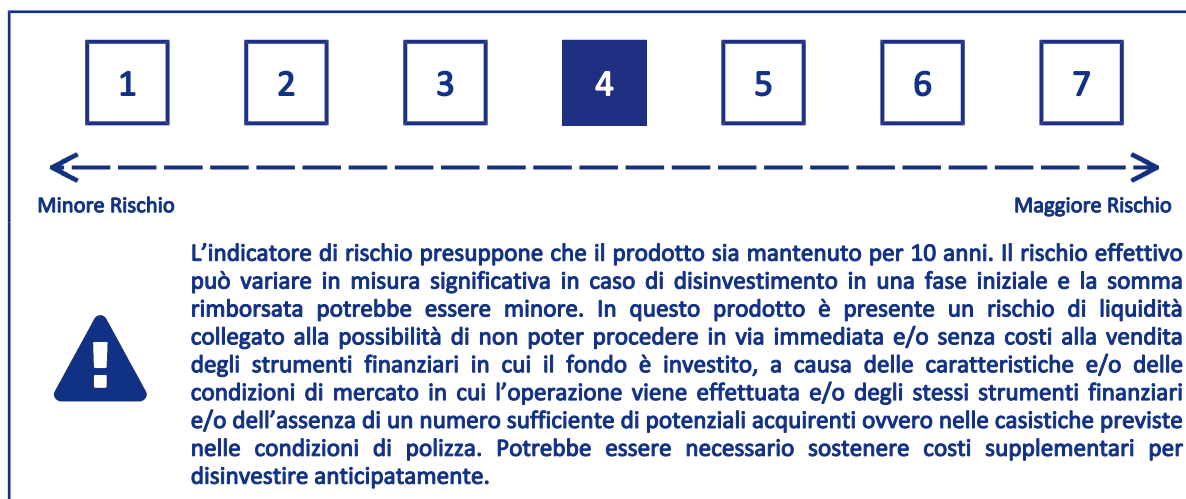 1 2 3 4 5 6 7
Minore Rischio Maggiore Rischio
L'indicatore di rischio presuppone che il prodotto sia mantenuto per 10 anni. Il rischio effettivo
può variare in misura significativa in caso di disinvestimento in una fase iniziale e la somma
rimborsata potrebbe essere minore. In questo prodotto è presente un rischio di liquidità
collegato alla possibilità di non poter procedere in via immediata e/o senza costi alla vendita
degli strumenti finanziari in cui il fondo è investito, a causa delle caratteristiche e/o delle
condizioni di mercato in cui l'operazione viene effettuata e/o degli stessi strumenti finanziari
e/o dell'assenza di un numero sufficiente di potenziali acquirenti ovvero nelle casistiche previste
nelle condizioni di polizza. Potrebbe essere necessario sostenere costi supplementari per
disinvestire anticipatamente.